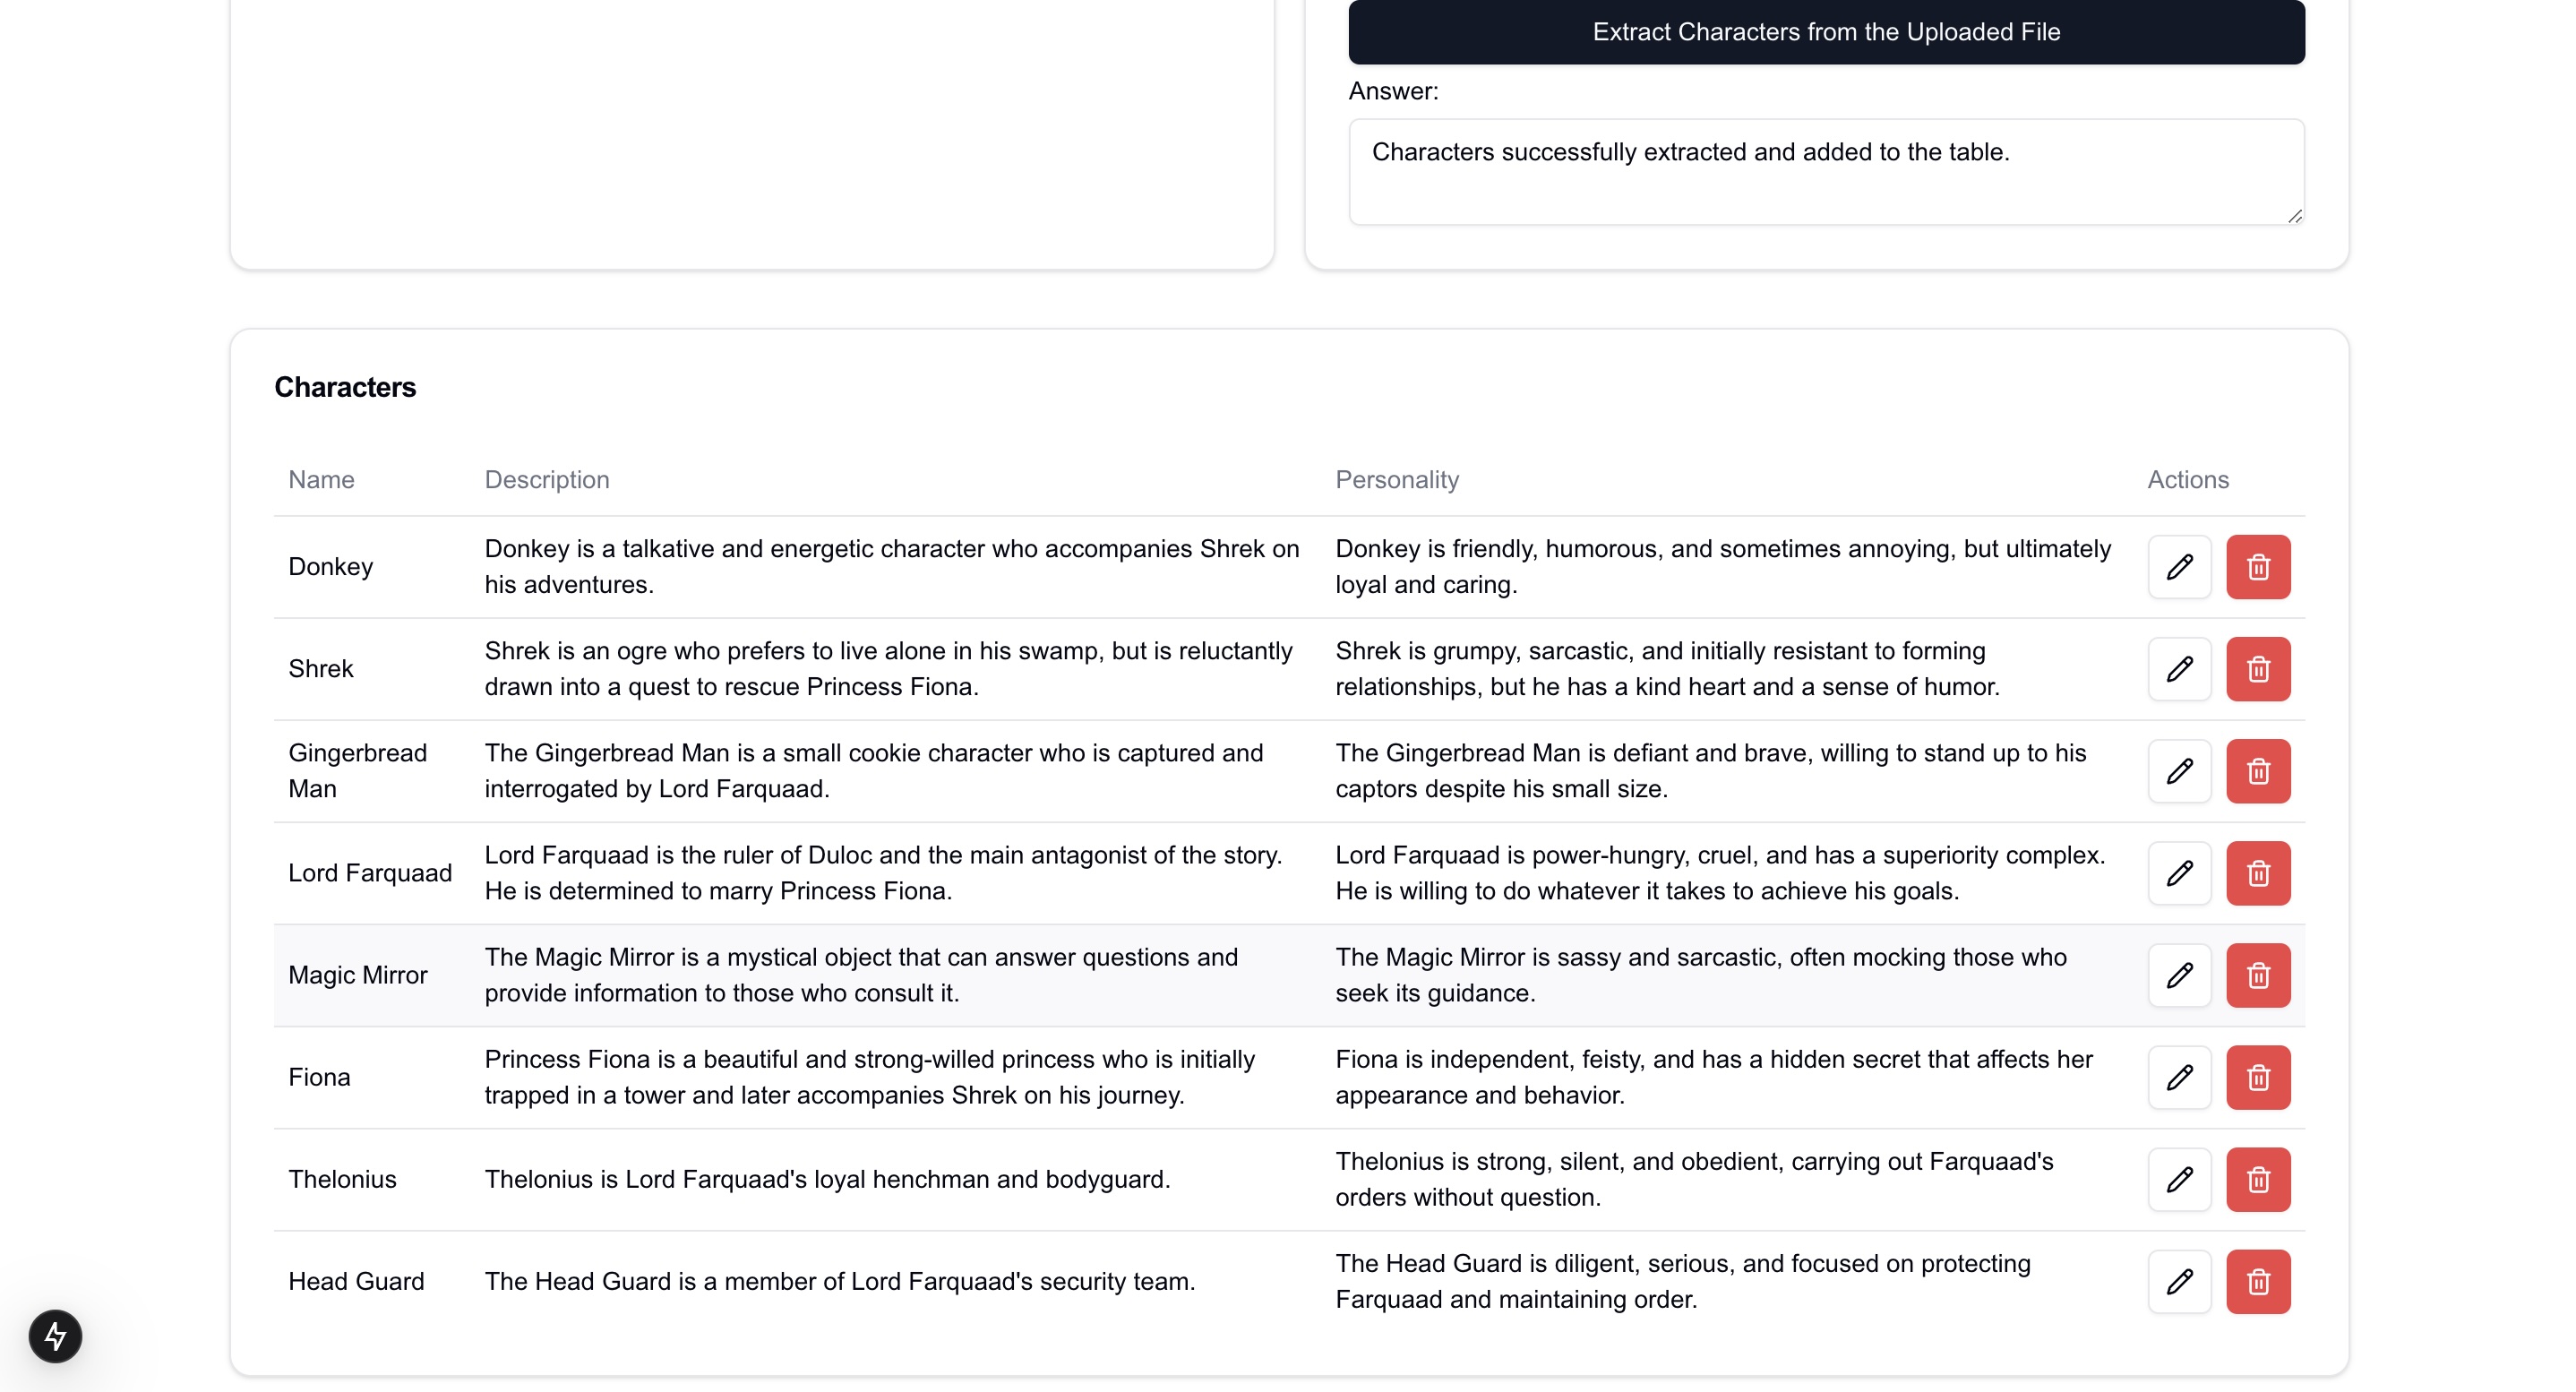 Extract Characters from the Uploaded File
Answer:
Characters successfully extracted and added to the table.
Characters
Name Description Personality Actions
Donkey
Donkey is a talkative and energetic character who accompanies Shrek on
his adventures.
Donkey is friendly, humorous, and sometimes annoying, but ultimately
loyal and caring.
Shrek
Shrek is an ogre who prefers to live alone in his swamp, but is reluctantly
drawn into a quest to rescue Princess Fiona.
Shrek is grumpy, sarcastic, and initially resistant to forming
relationships, but he has a kind heart and a sense of humor.
Gingerbread
Man
The Gingerbread Man is a small cookie character who is captured and
interrogated by Lord Farquaad.
The Gingerbread Man is defiant and brave, willing to stand up to his
captors despite his small size.
Lord Farquaad
Lord Farquaad is the ruler of Duloc and the main antagonist of the story.
He is determined to marry Princess Fiona.
Lord Farquaad is power-hungry, cruel, and has a superiority complex.
He is willing to do whatever it takes to achieve his goals.
Magic Mirror
The Magic Mirror is a mystical object that can answer questions and
provide information to those who consult it.
The Magic Mirror is sassy and sarcastic, often mocking those who
seek its guidance.
Fiona
Princess Fiona is a beautiful and strong-willed princess who is initially
trapped in a tower and later accompanies Shrek on his journey.
Fiona is independent, feisty, and has a hidden secret that affects her
appearance and behavior.
Thelonius
Thelonius is Lord Farquaad's loyal henchman and bodyguard.
Thelonius is strong, silent, and obedient, carrying out Farquaad's
orders without question.
Head Guard
The Head Guard is a member of Lord Farquaad's security team.
The Head Guard is diligent, serious, and focused on protecting
Farquaad and maintaining order.